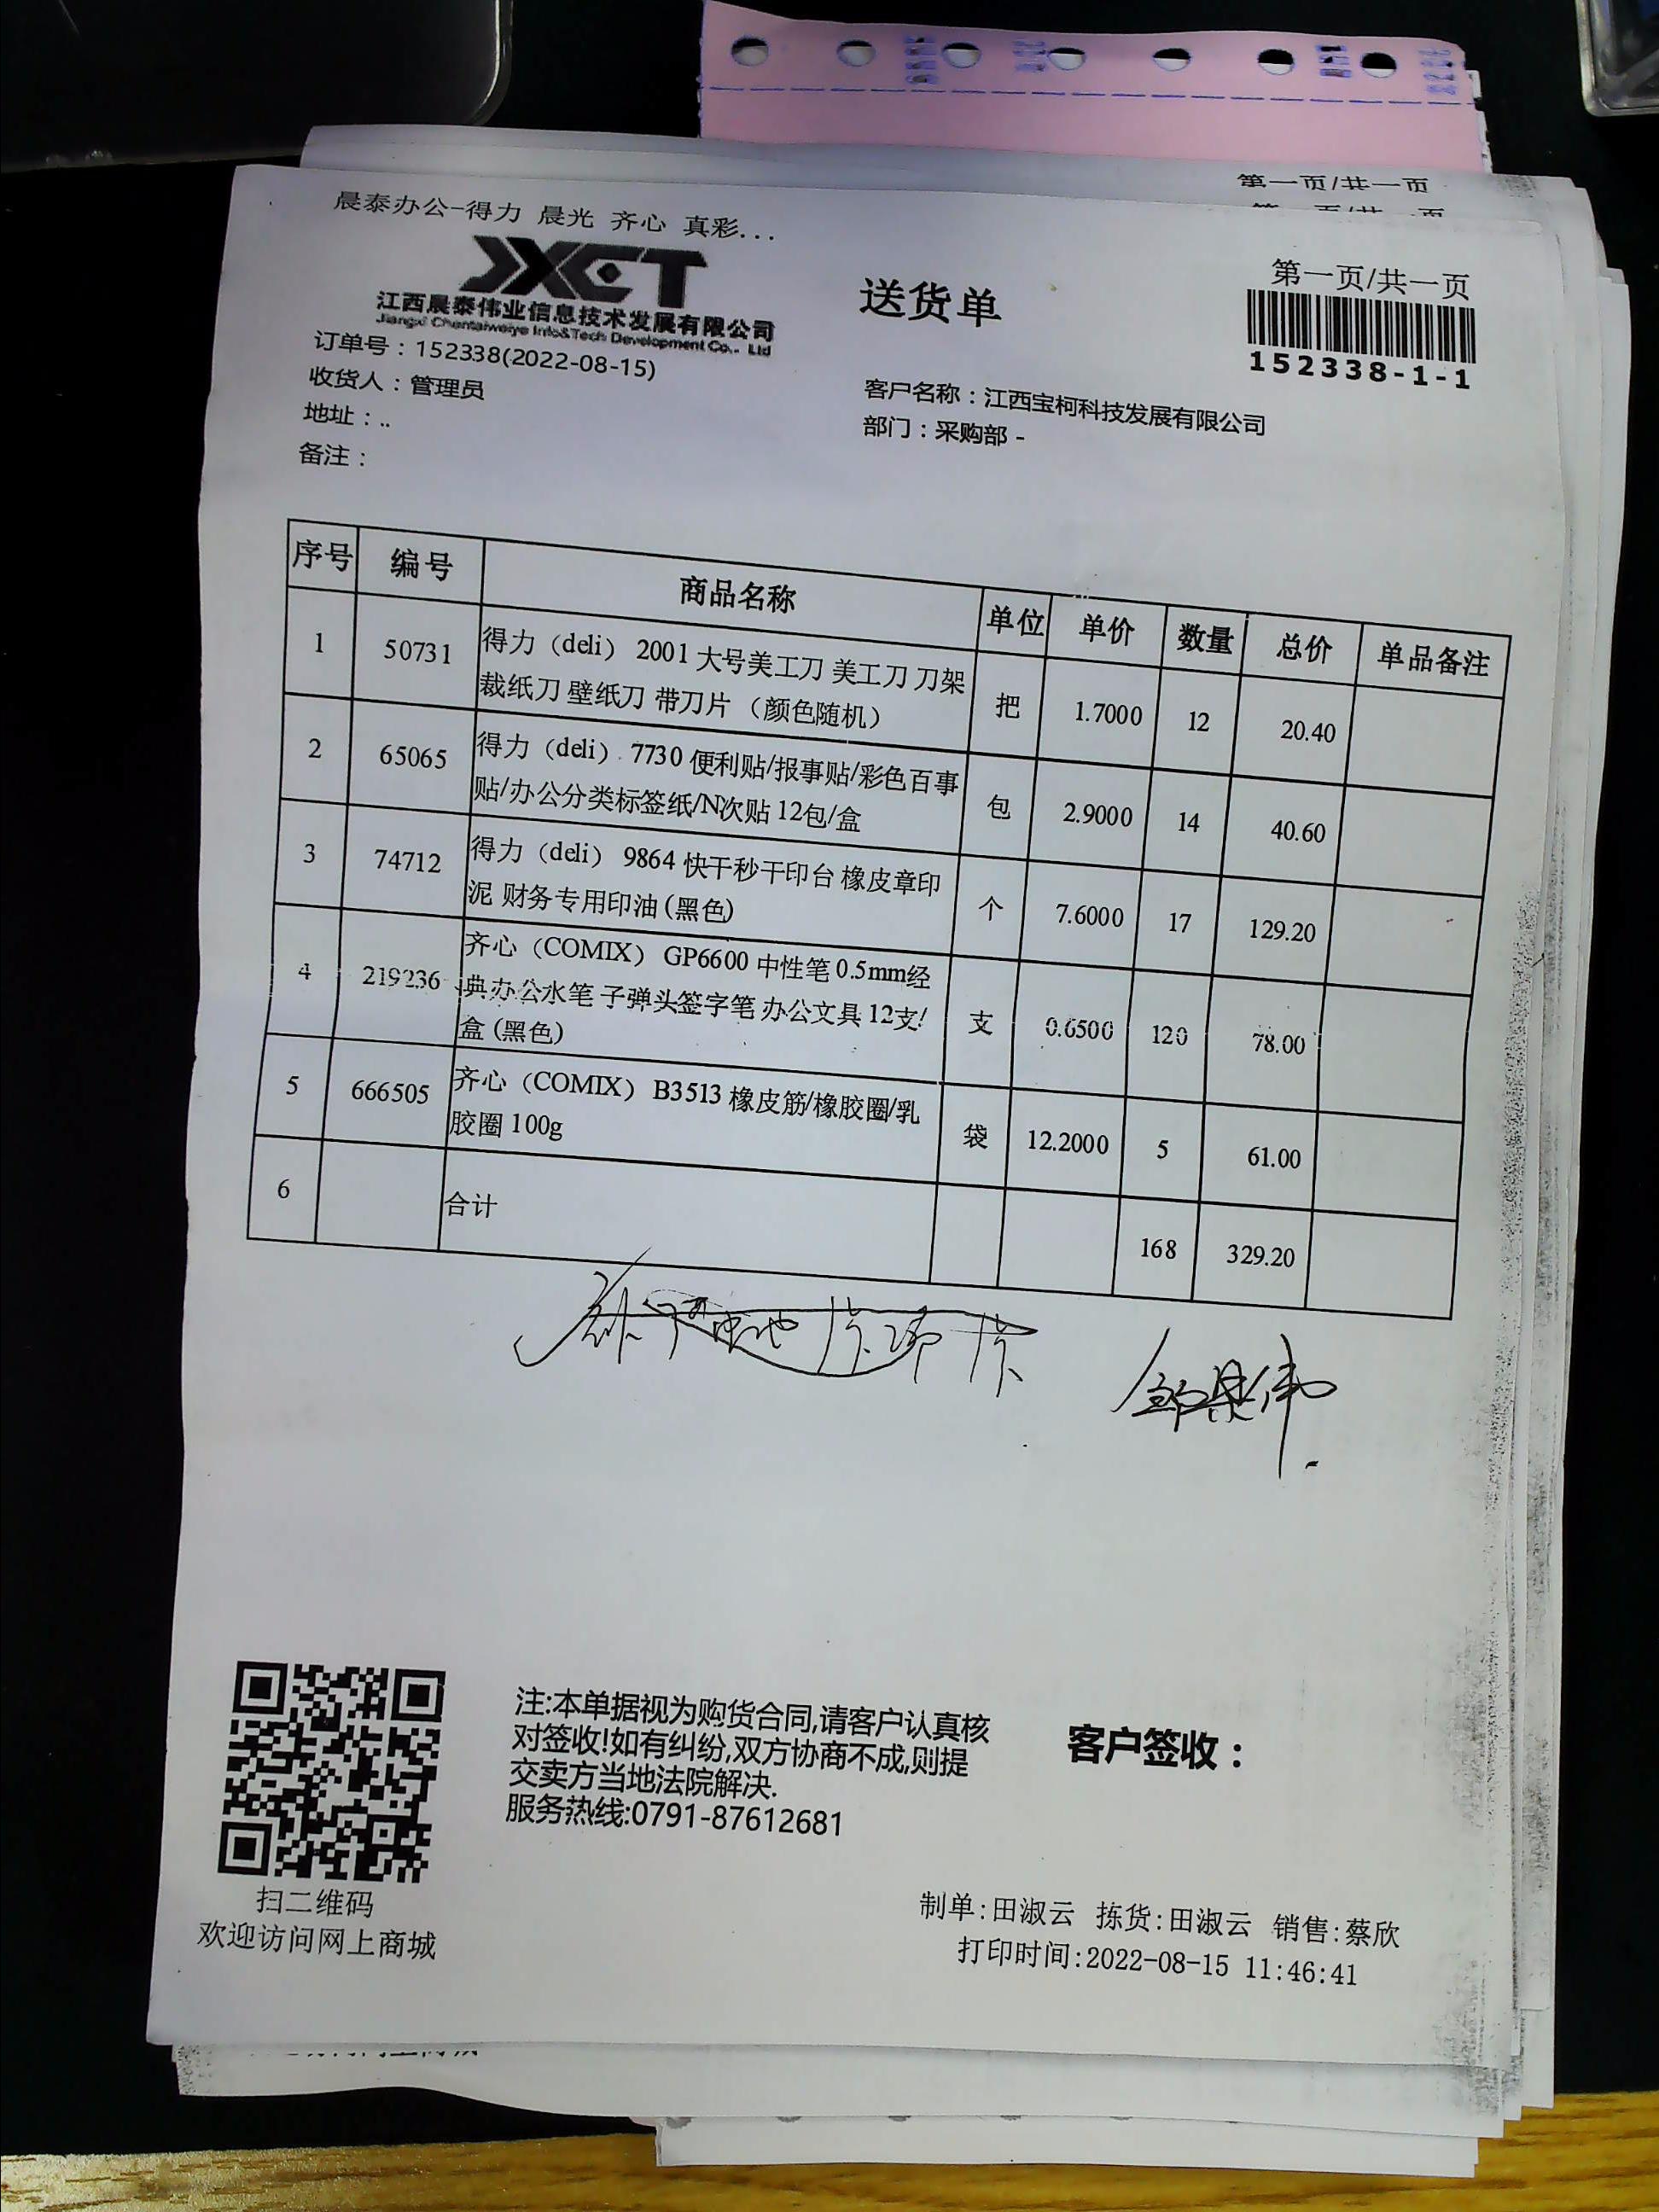 第一页/共一页
晨泰办公-得力 晨光 齐心 真彩...
JXCT
江西晨泰伟业信息技术发展有限公司
Jiangxi Chentaiweiye Info&Tech Development Co., Ltd
送货单
第一页/共一页
152338-1-1
订单号：152338(2022-08-15)
收货人：管理员
客户名称：江西宝柯科技发展有限公司
地址：..
部门：采购部 -
备注：
序号 编号 商品名称 单位 单价 数量 总价 单品备注
1 50731 得力（deli） 2001 大号美工刀 美工刀 刀架
裁纸刀 壁纸刀 带刀片 （颜色随机） 把 1.7000 12 20.40
2 65065 得力（deli） 7730 便利贴/报事贴/彩色百事
贴/办公分类标签纸/N次贴 12包/盒 包 2.9000 14 40.60
3 74712 得力（deli） 9864 快干秒干印台 橡皮章印
泥 财务专用印油 (黑色) 个 7.6000 17 129.20
4 219236 齐心（COMIX） GP6600 中性笔 0.5mm经
典办公水笔 子弹头签字笔 办公文具 12支/
盒 (黑色) 支 0.6500 120 78.00
5 666505 齐心（COMIX） B3513 橡皮筋/橡胶圈/乳
胶圈 100g 袋 12.2000 5 61.00
6 合计 168 329.20
注:本单据视为购货合同,请客户认真核
对签收!如有纠纷,双方协商不成,则提
交卖方当地法院解决.
服务热线:0791-87612681
客户签收：
扫二维码
欢迎访问网上商城
制单:田淑云 拣货:田淑云 销售:蔡欣
打印时间:2022-08-15 11:46:41